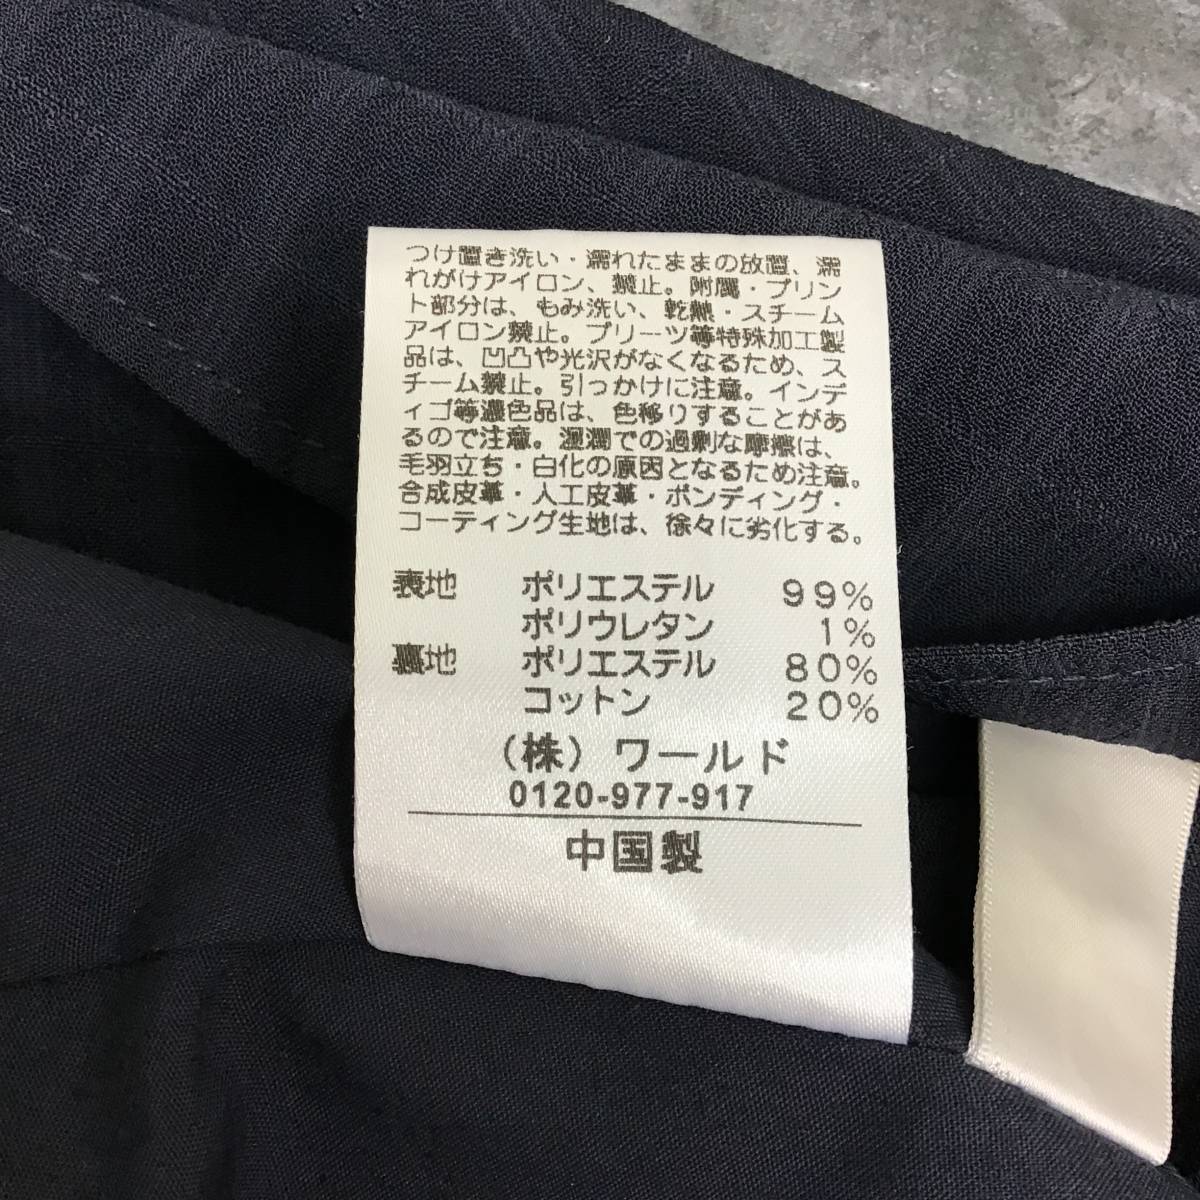 つけ置き洗い・濡れたままの放置、濡
れがけアイロン、禁止。附属・プリン
ト部分は、もみ洗い、乾熱・スチーム
アイロン禁止。プリーツ等特殊加工製
品は、凹凸や光沢がなくなるため、ス
チーム禁止。引っかけに注意。インデ
ィゴ等濃色品は、色移りすることがあ
るので注意。湿潤での過剰な摩擦は、
毛羽立ち・白化の原因となるため注意。
合成皮革・人工皮革・ボンディング・
コーティング生地は、徐々に劣化する。
表地 ポリエステル 99%
ポリウレタン 1%
裏地 ポリエステル 80%
コットン 20%
(株) ワールド
0120-977-917
中国製